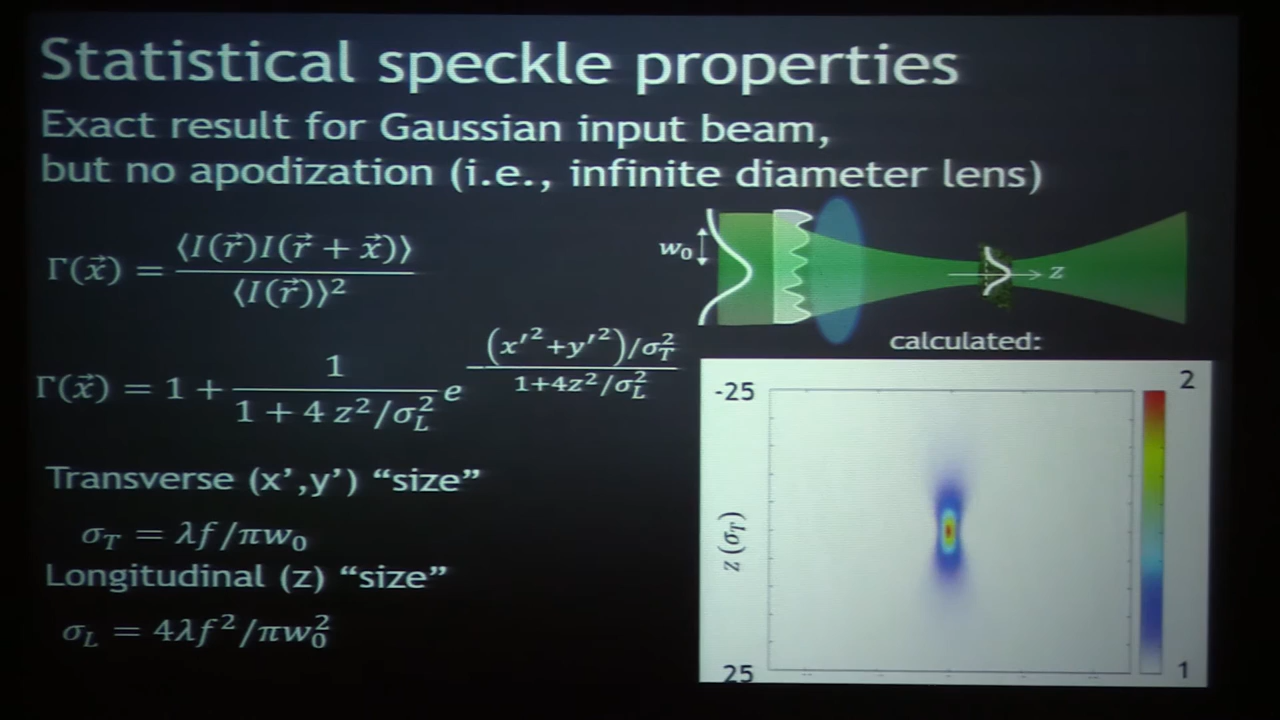 Statistical speckle properties
Exact result for Gaussian input beam,
but no apodization (i.e., infinite diameter lens)
Γ(x⃗) = ⟨I(r⃗)I(r⃗ + x⃗)⟩ / ⟨I(r⃗)⟩²
w₀
z
calculated:
Γ(x⃗) = 1 + 1/(1 + 4 z²/σ_L²) e^(−((x′²+y′²)/σ_T²)/(1+4z²/σ_L²))
-25
2
Transverse (x’,y’) “size”
σ_T = λf/πw₀
z (σ_T)
Longitudinal (z) “size”
σ_L = 4λf²/πw₀²
25
1